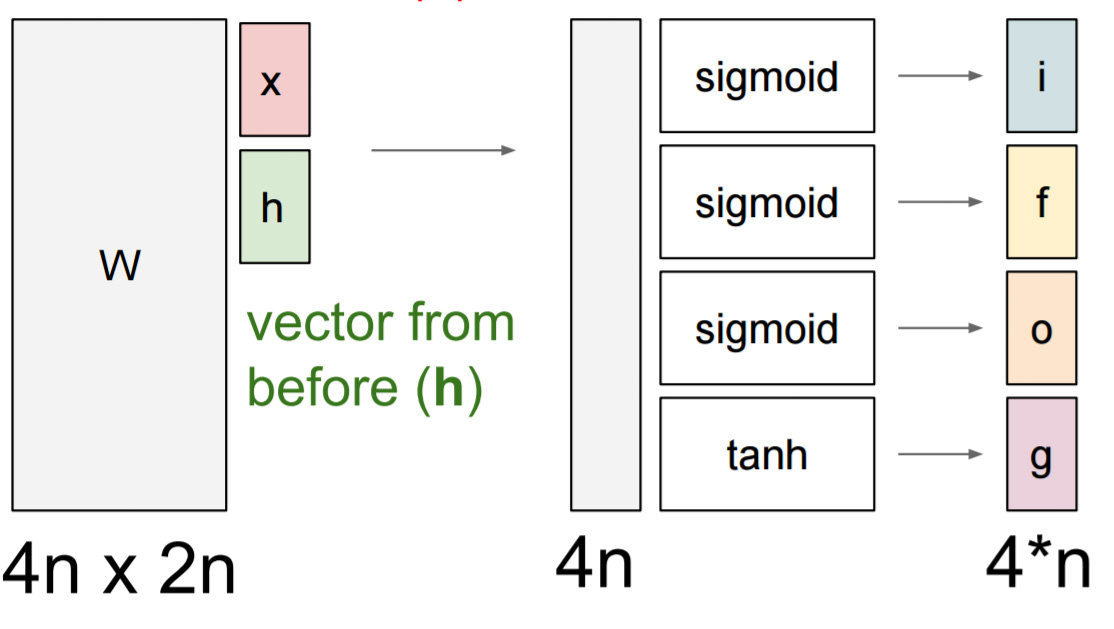 W
x
h
vector from
before (h)
4n x 2n
4n
sigmoid
sigmoid
sigmoid
tanh
i
f
o
g
4*n